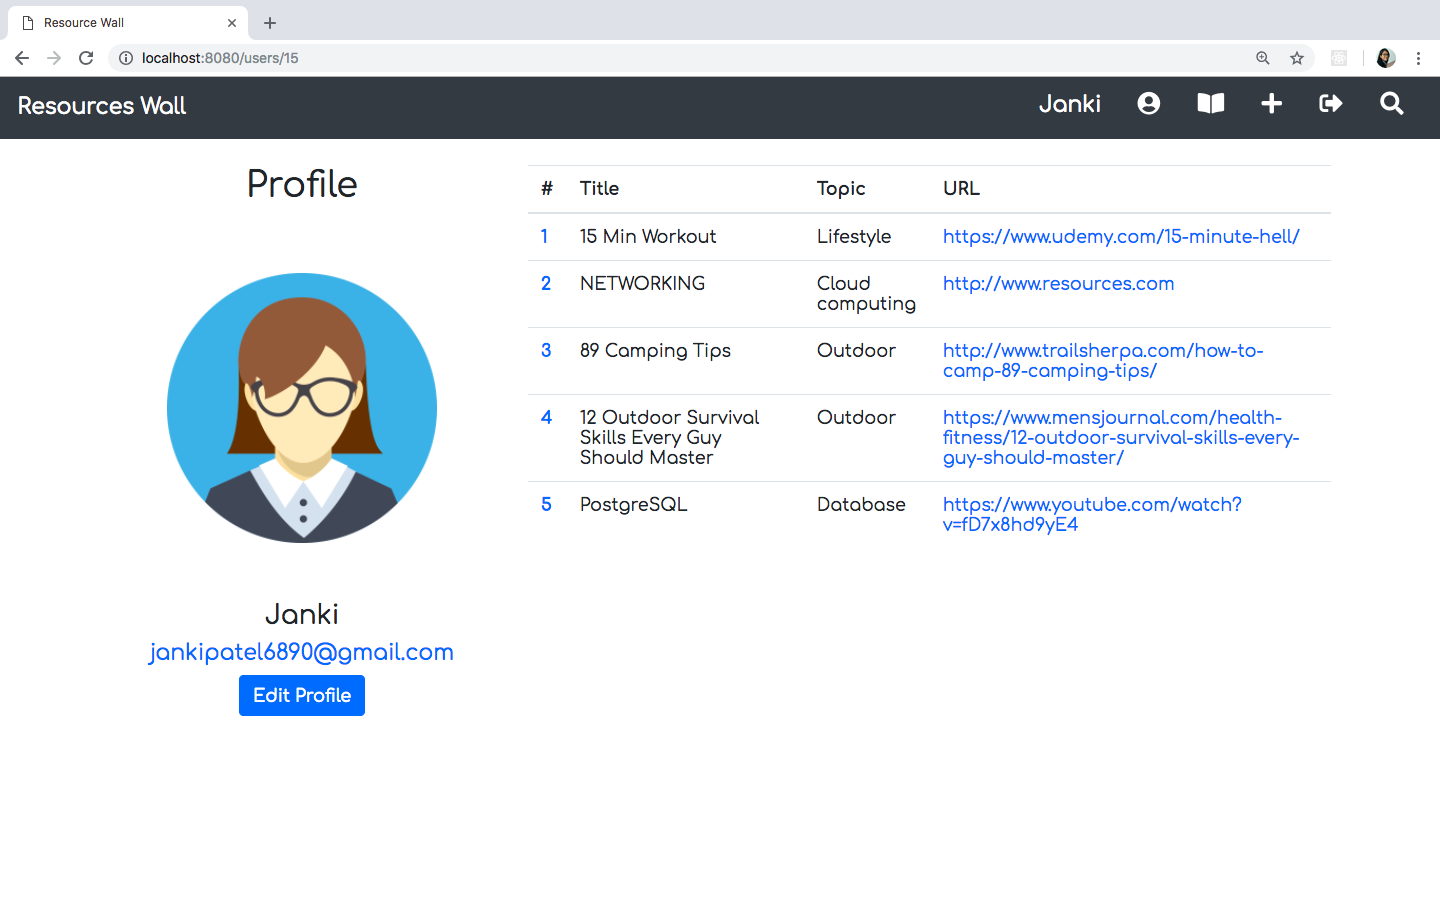 Resource Wall
localhost:8080/users/15
Resources Wall
Janki
Profile
Janki
jankipatel6890@gmail.com
Edit Profile
# Title Topic URL
1 15 Min Workout Lifestyle https://www.udemy.com/15-minute-hell/
2 NETWORKING Cloud http://www.resources.com
computing
3 89 Camping Tips Outdoor http://www.trailsherpa.com/how-to-
camp-89-camping-tips/
4 12 Outdoor Survival Outdoor https://www.mensjournal.com/health-
Skills Every Guy fitness/12-outdoor-survival-skills-every-
Should Master guy-should-master/
5 PostgreSQL Database https://www.youtube.com/watch?
v=fD7x8hd9yE4